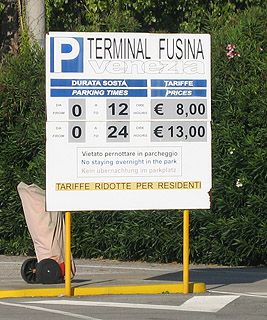 P TERMINAL FUSINA
venezia
DURATA SOSTA TARIFFE
PARKING TIMES PRICES
DA FROM 0 A TO 12 ORE HOURS € 8,00
DA FROM 0 A TO 24 ORE HOURS € 13,00
Vietato pernottare in parcheggio
No staying overnight in the park
Kein übernachtung im parkplatz
TARIFFE RIDOTTE PER RESIDENTI